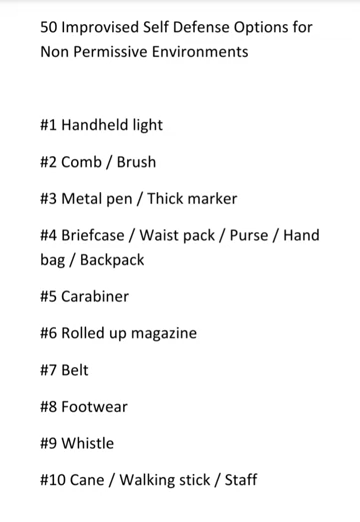 50 Improvised Self Defense Options for
Non Permissive Environments
#1 Handheld light
#2 Comb / Brush
#3 Metal pen / Thick marker
#4 Briefcase / Waist pack / Purse / Hand
bag / Backpack
#5 Carabiner
#6 Rolled up magazine
#7 Belt
#8 Footwear
#9 Whistle
#10 Cane / Walking stick / Staff